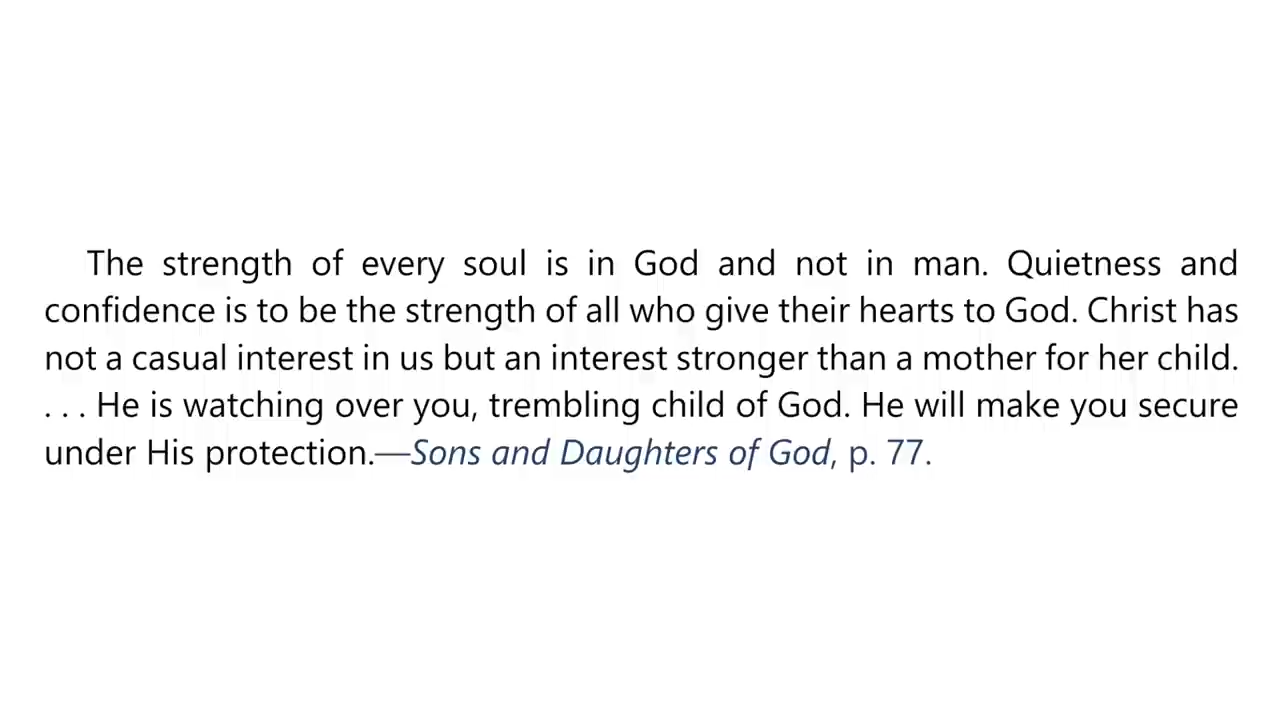 The strength of every soul is in God and not in man. Quietness and
confidence is to be the strength of all who give their hearts to God. Christ has
not a casual interest in us but an interest stronger than a mother for her child.
. . . He is watching over you, trembling child of God. He will make you secure
under His protection.—Sons and Daughters of God, p. 77.